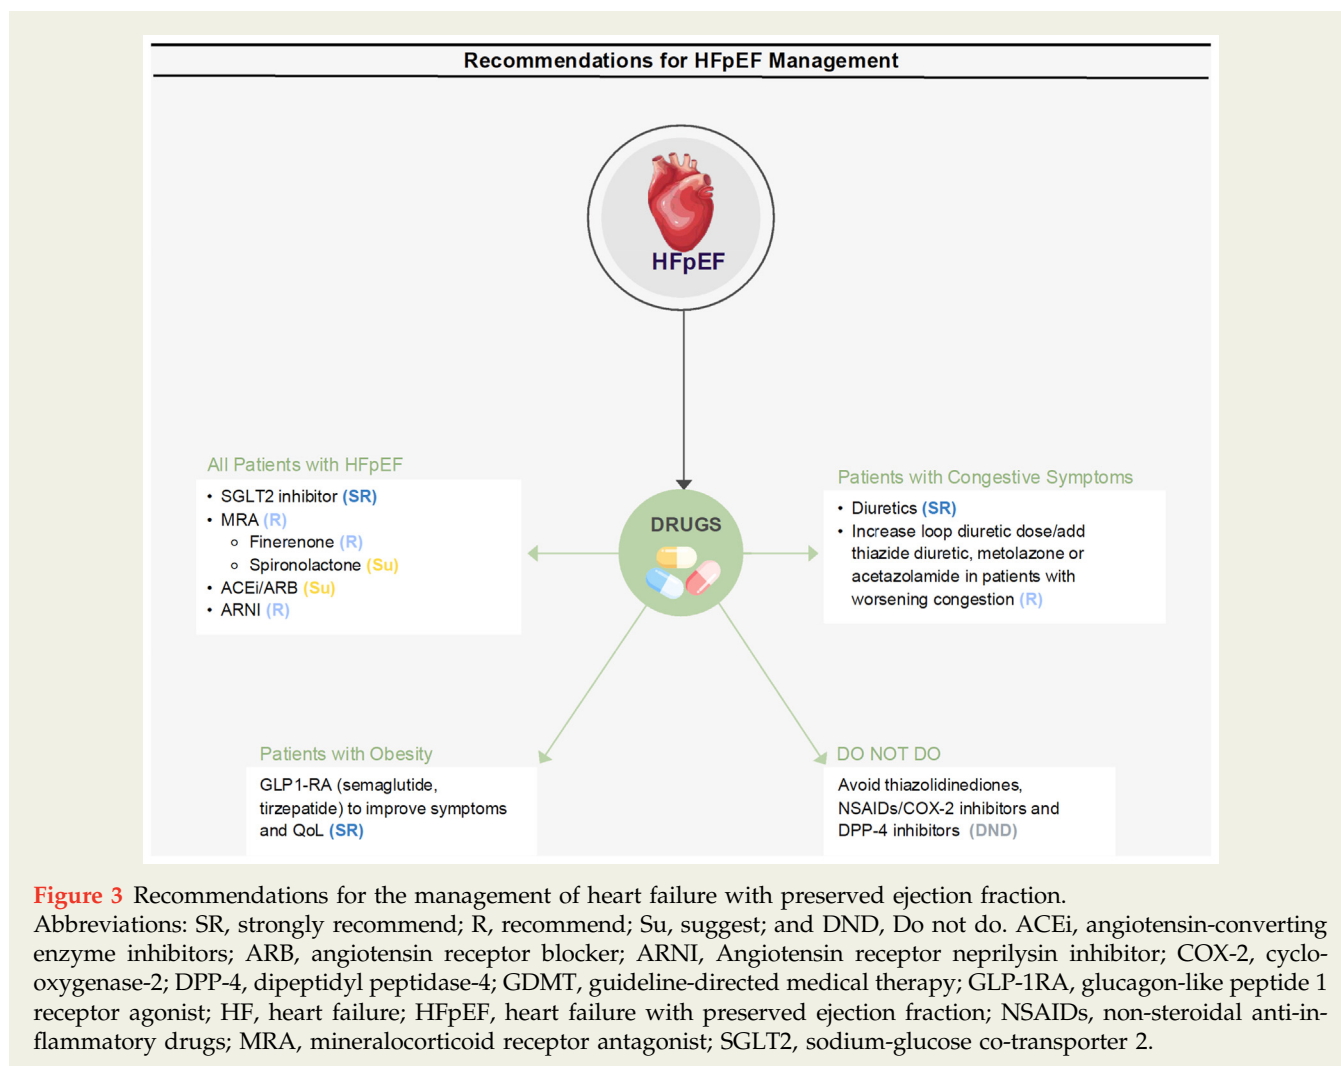 Recommendations for HFpEF Management
HFpEF
DRUGS
All Patients with HFpEF
• SGLT2 inhibitor (SR)
• MRA (R)
○ Finerenone (R)
○ Spironolactone (Su)
• ACEi/ARB (Su)
• ARNI (R)
Patients with Congestive Symptoms
• Diuretics (SR)
• Increase loop diuretic dose/add
thiazide diuretic, metolazone or
acetazolamide in patients with
worsening congestion (R)
Patients with Obesity
GLP1-RA (semaglutide,
tirzepatide) to improve symptoms
and QoL (SR)
DO NOT DO
Avoid thiazolidinediones,
NSAIDs/COX-2 inhibitors and
DPP-4 inhibitors (DND)
Figure 3 Recommendations for the management of heart failure with preserved ejection fraction.
Abbreviations: SR, strongly recommend; R, recommend; Su, suggest; and DND, Do not do. ACEi, angiotensin-converting
enzyme inhibitors; ARB, angiotensin receptor blocker; ARNI, Angiotensin receptor neprilysin inhibitor; COX-2, cyclo-
oxygenase-2; DPP-4, dipeptidyl peptidase-4; GDMT, guideline-directed medical therapy; GLP-1RA, glucagon-like peptide 1
receptor agonist; HF, heart failure; HFpEF, heart failure with preserved ejection fraction; NSAIDs, non-steroidal anti-in-
flammatory drugs; MRA, mineralocorticoid receptor antagonist; SGLT2, sodium-glucose co-transporter 2.